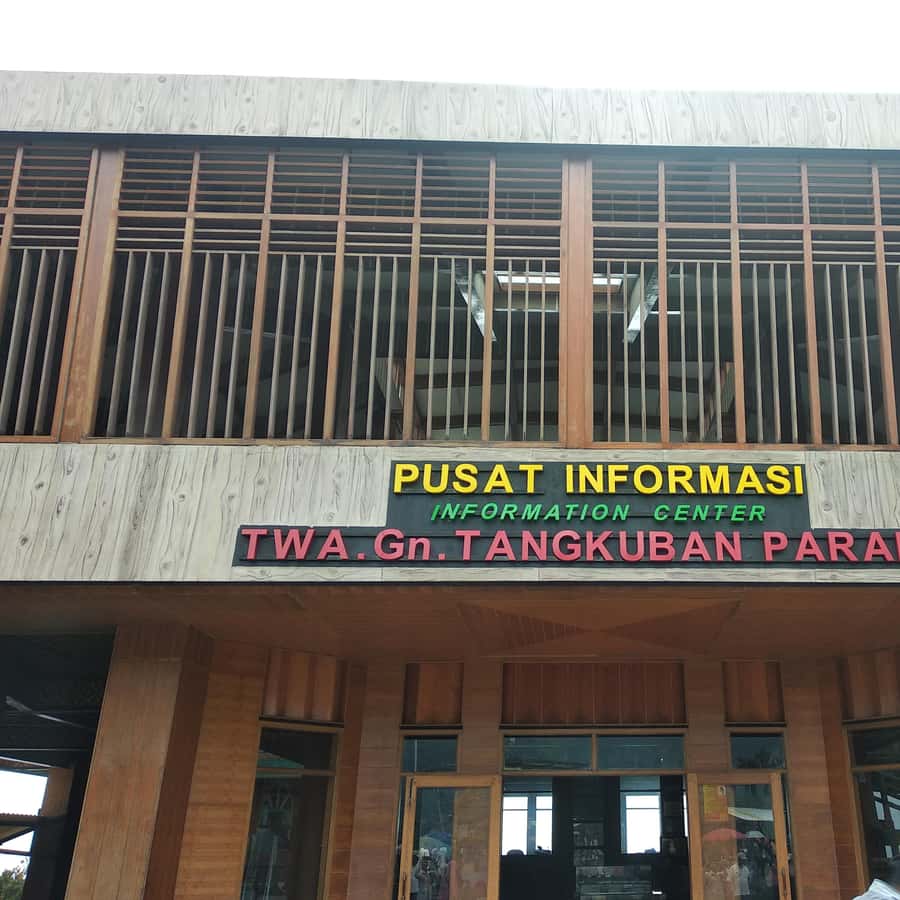 PUSAT INFORMASI
INFORMATION CENTER
TWA.Gn.TANGKUBAN PARA